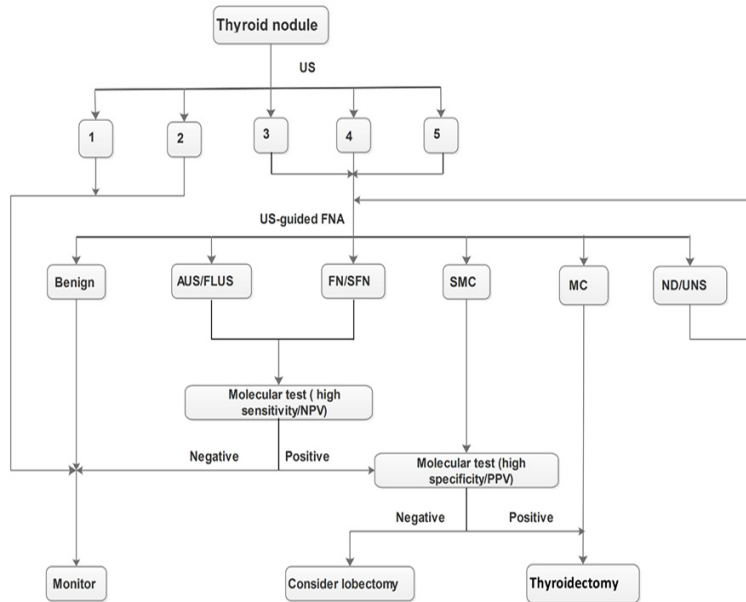 Thyroid nodule
US
1
2
3
4
5
US-guided FNA
Benign
AUS/FLUS
FN/SFN
SMC
MC
ND/UNS
Molecular test ( high
sensitivity/NPV)
Negative
Positive
Molecular test (high
specificity/PPV)
Negative
Positive
Monitor
Consider lobectomy
Thyroidectomy